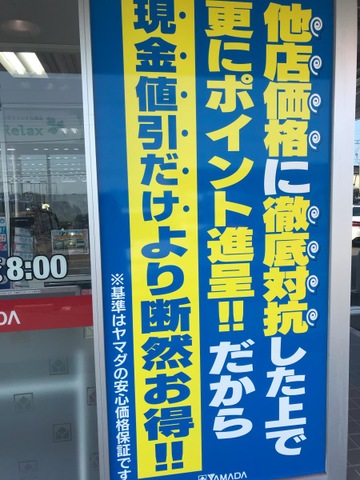 他店価格に徹底対抗した上で
更にポイント進呈!!だから
現金値引だけより断然お得!!
※基準はヤマダの安心価格保証です
YAMADA
Relax
8:00
ADA